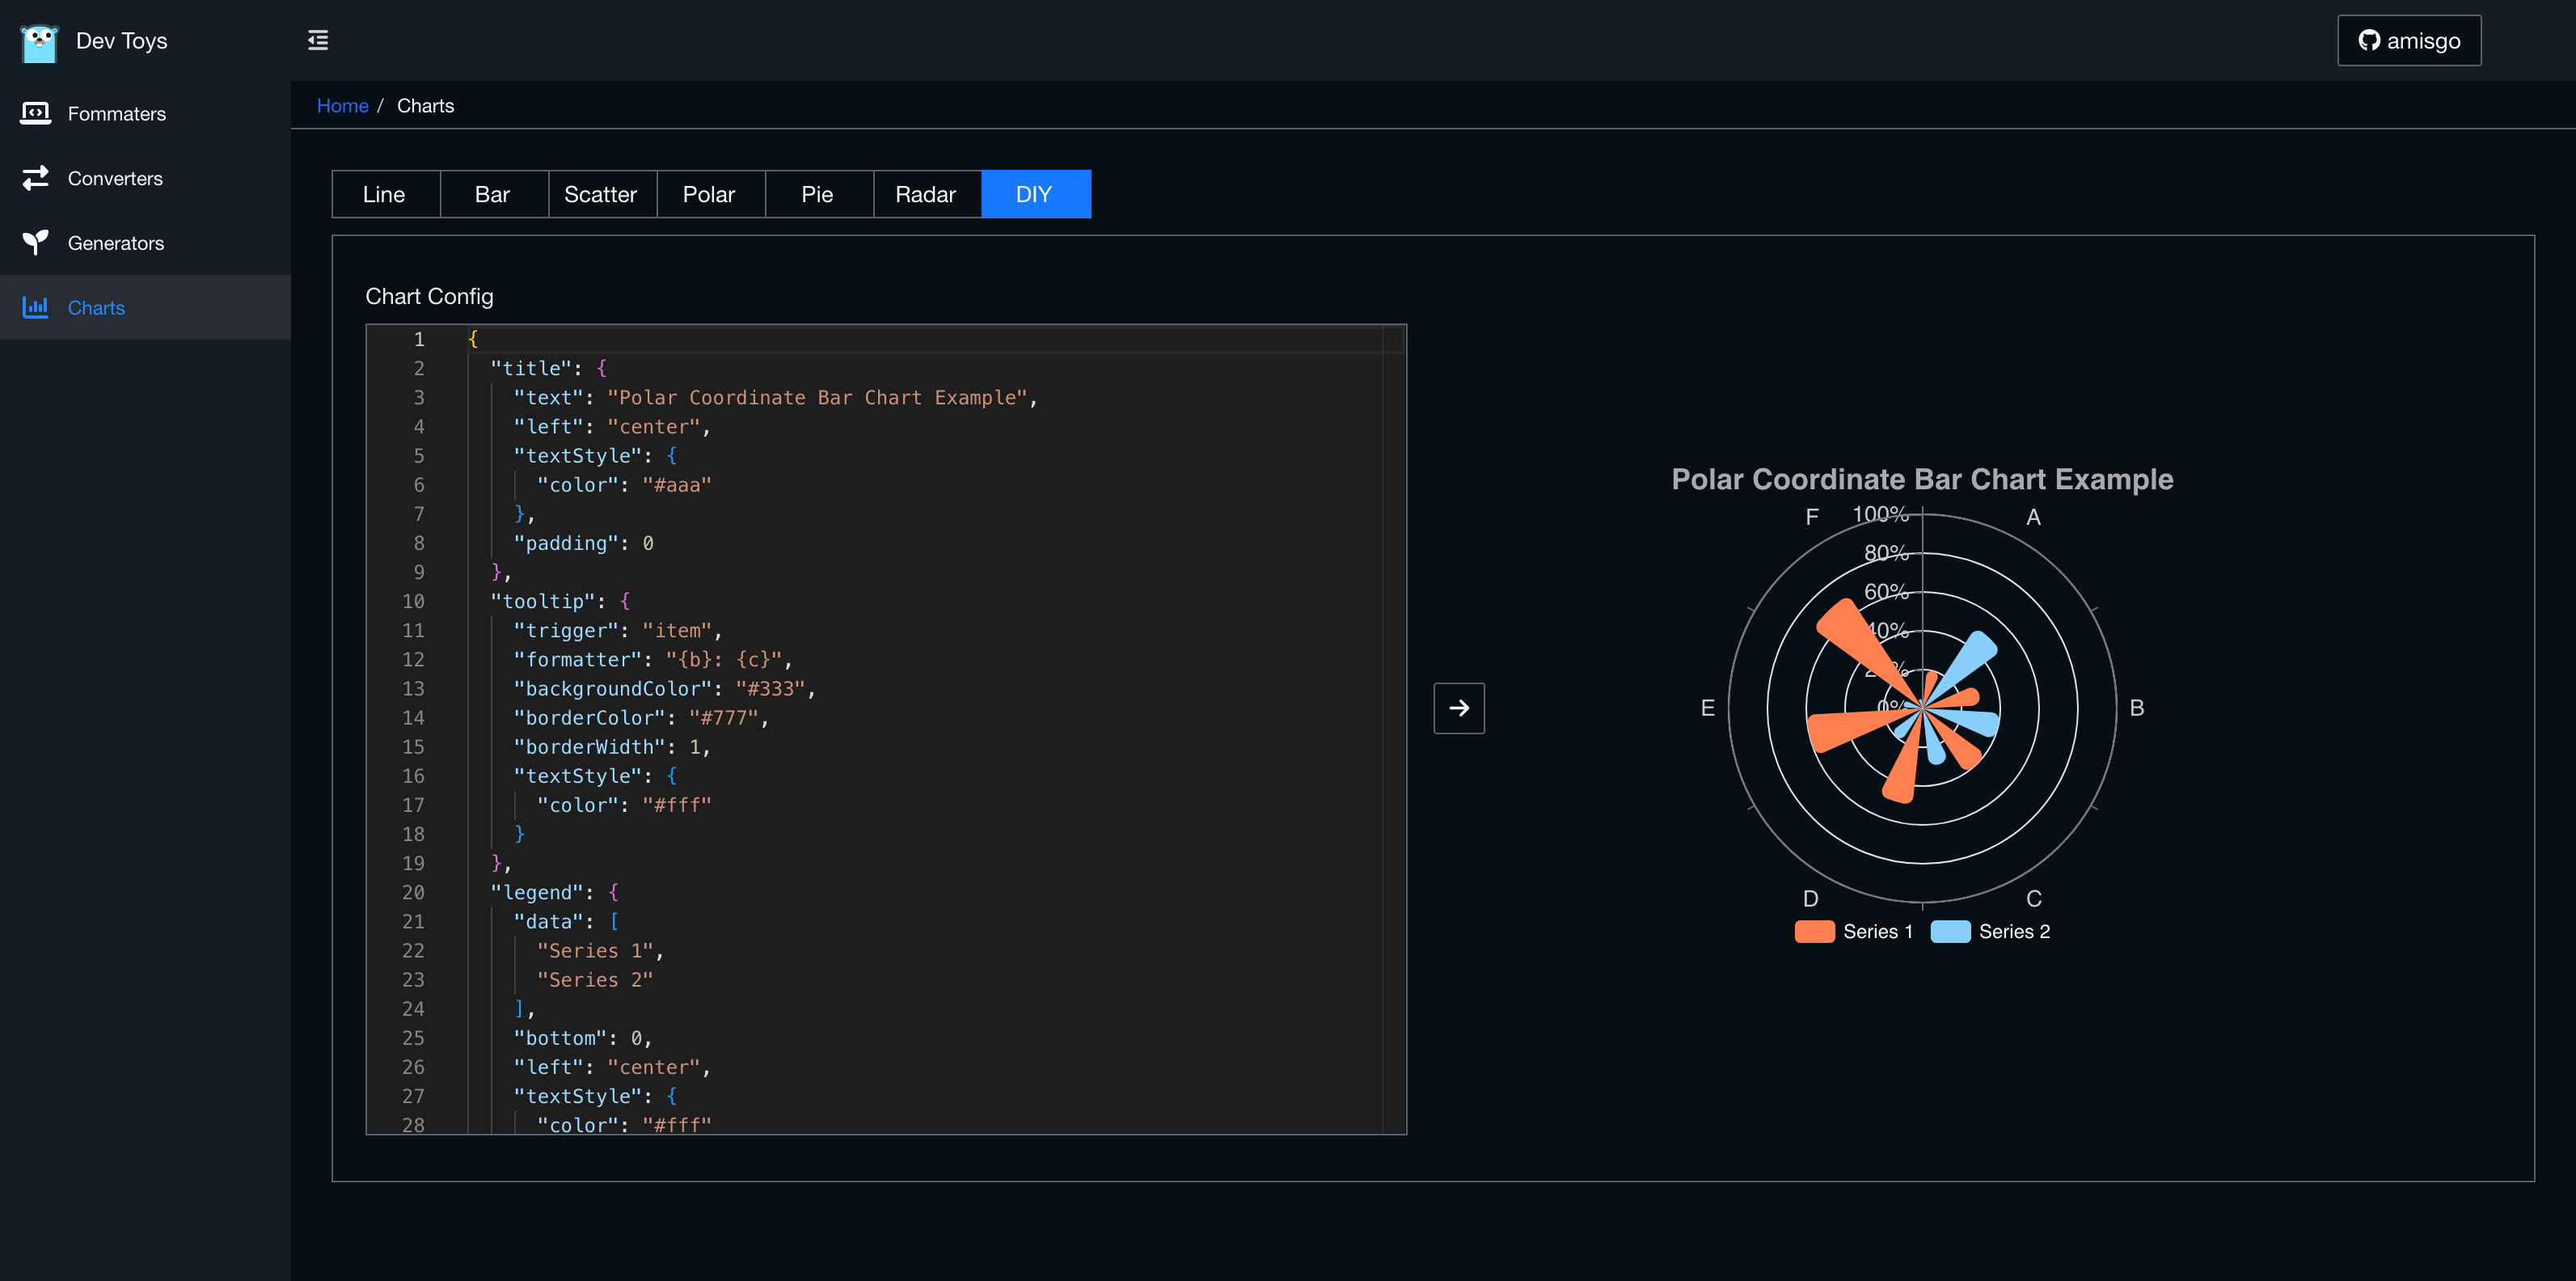 Dev Toys
amisgo
Fommaters
Converters
Generators
Charts
Home / Charts
Line Bar Scatter Polar Pie Radar DIY
Chart Config
1 {
2 "title": {
3 "text": "Polar Coordinate Bar Chart Example",
4 "left": "center",
5 "textStyle": {
6 "color": "#aaa"
7 },
8 "padding": 0
9 },
10 "tooltip": {
11 "trigger": "item",
12 "formatter": "{b}: {c}",
13 "backgroundColor": "#333",
14 "borderColor": "#777",
15 "borderWidth": 1,
16 "textStyle": {
17 "color": "#fff"
18 }
19 },
20 "legend": {
21 "data": [
22 "Series 1",
23 "Series 2"
24 ],
25 "bottom": 0,
26 "left": "center",
27 "textStyle": {
28 "color": "#fff"
Polar Coordinate Bar Chart Example
F 100% A
80%
60%
40%
20%
E 0% B
D C
Series 1 Series 2